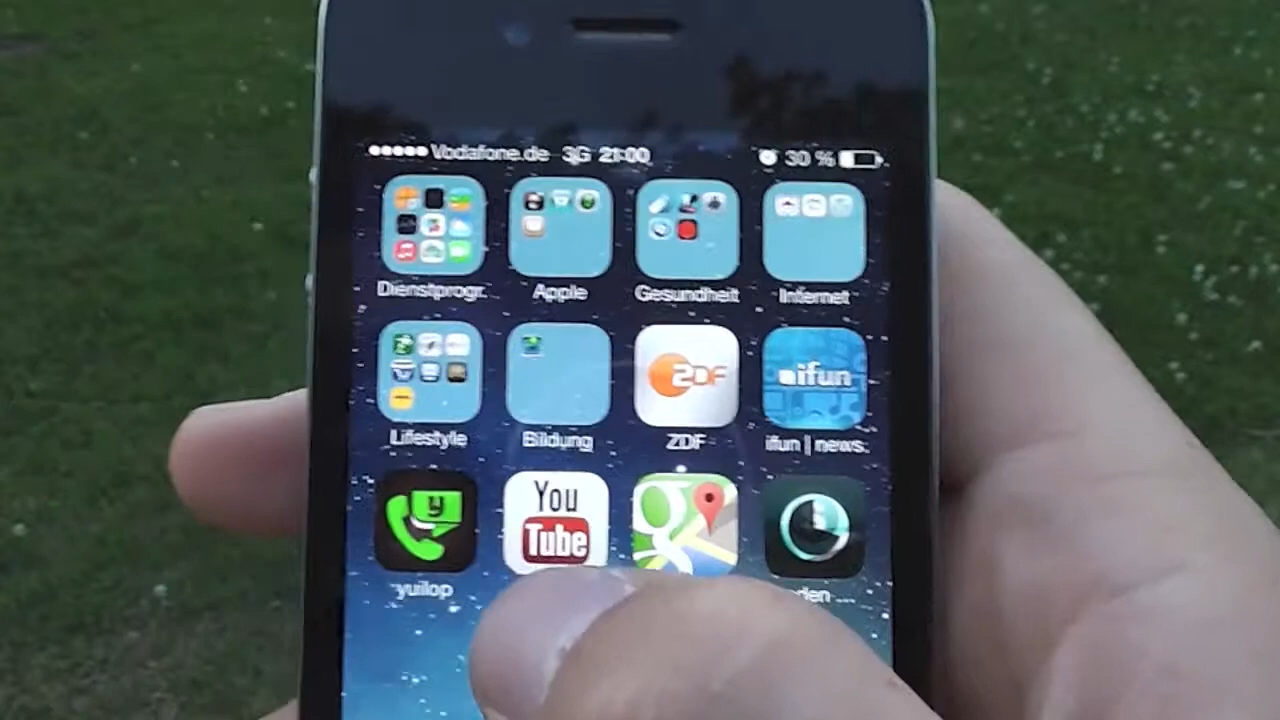 Vodafone.de 3G 21:00 30 %
Dienstprogr. Apple Gesundheit Internet
ZDF ifun
Lifestyle Bildung ZDF ifun | news.
y You Tube g
yuilop